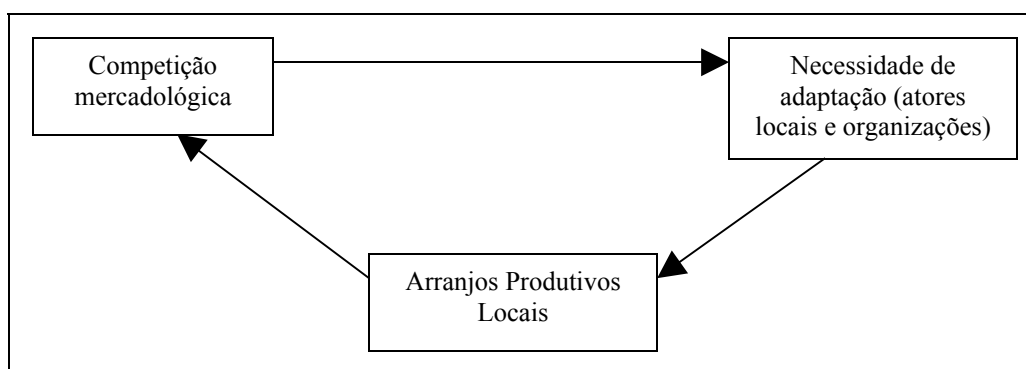 Competição
mercadológica
Necessidade de
adaptação (atores
locais e organizações)
Arranjos Produtivos
Locais